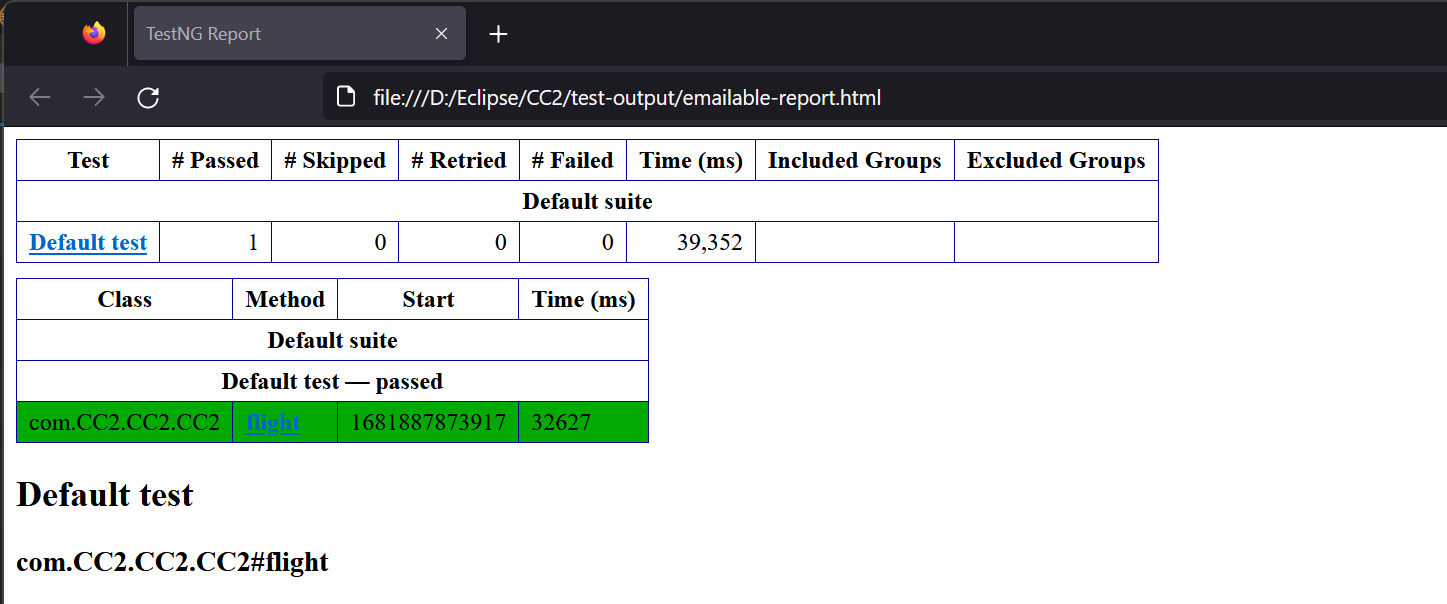 TestNG Report
file:///D:/Eclipse/CC2/test-output/emailable-report.html
Test # Passed # Skipped # Retried # Failed Time (ms) Included Groups Excluded Groups
Default suite
Default test 1 0 0 0 39,352
Class Method Start Time (ms)
Default suite
Default test — passed
com.CC2.CC2.CC2 flight 1681887873917 32627
Default test
com.CC2.CC2.CC2#flight